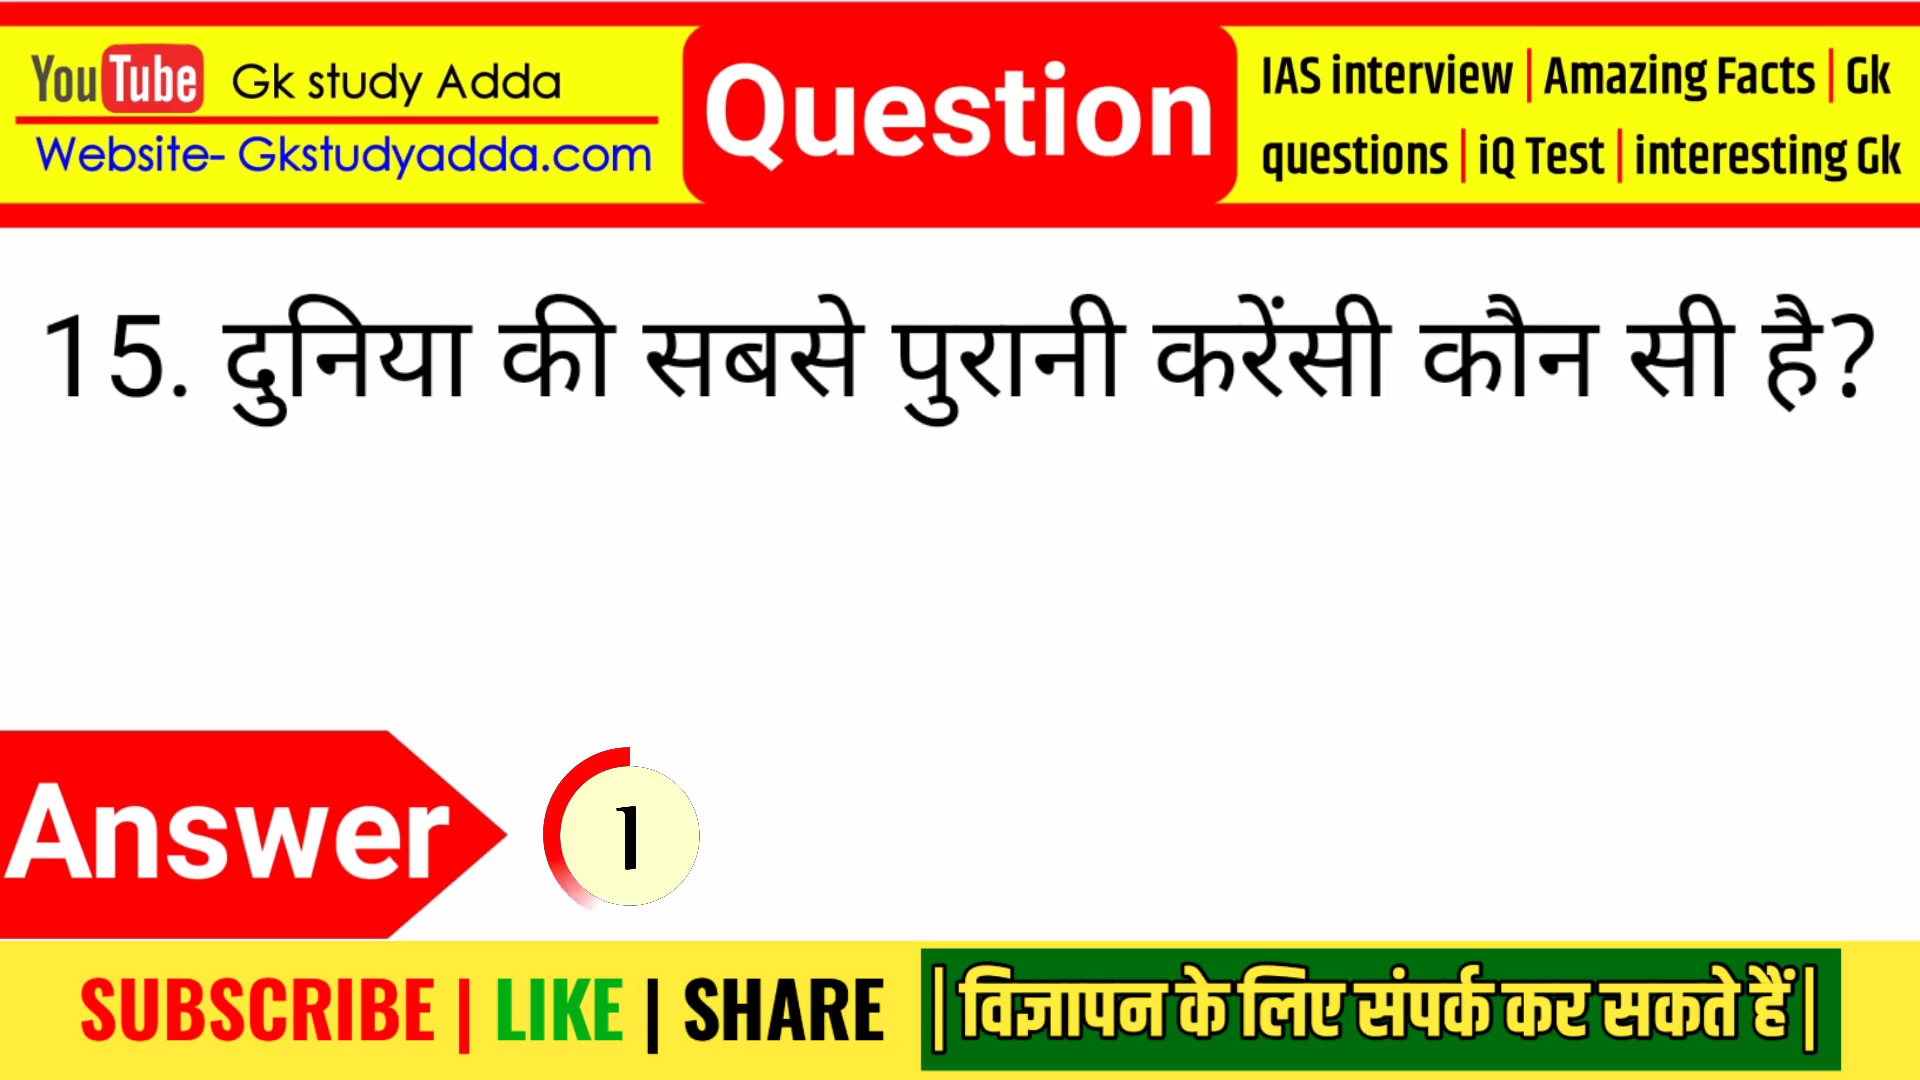 YouTube Gk study Adda
Website- Gkstudyadda.com
Question
IAS interview | Amazing Facts | Gk
questions | iQ Test | interesting Gk
15. दुनिया की सबसे पुरानी करेंसी कौन सी है?
Answer
1
SUBSCRIBE | LIKE | SHARE
| विज्ञापन के लिए संपर्क कर सकते हैं |